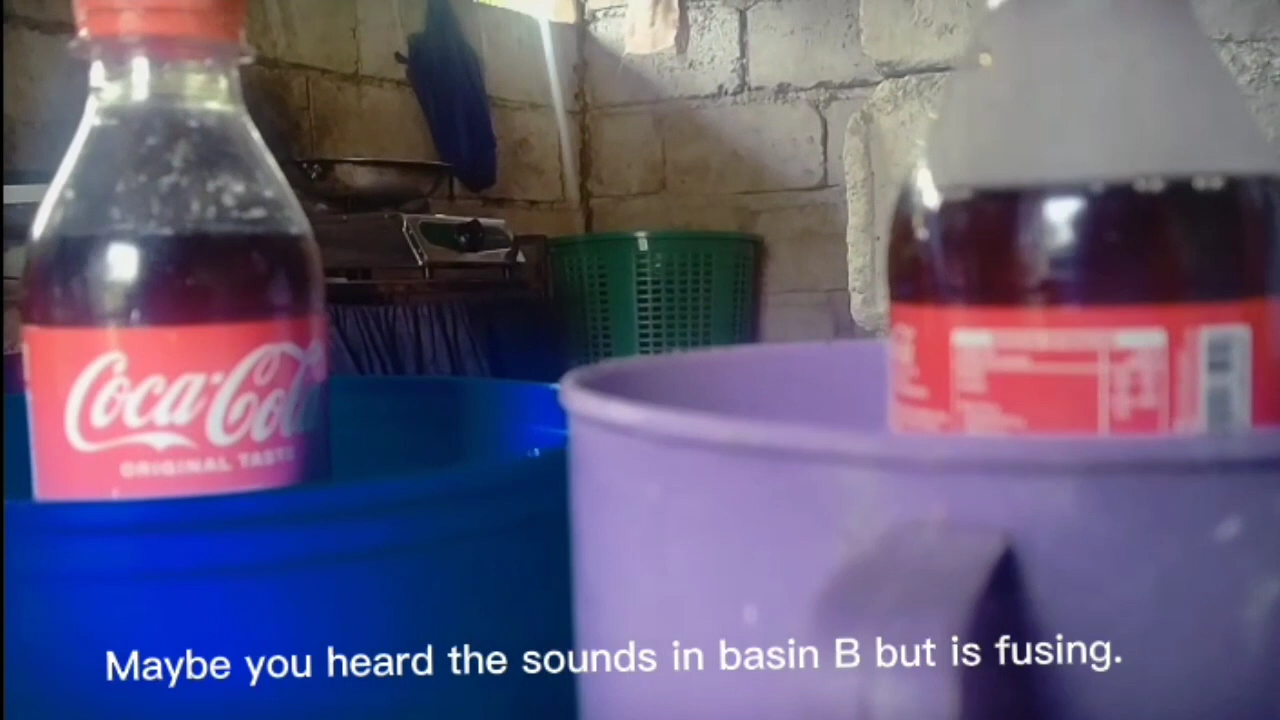 Coca-Cola
ORIGINAL TASTE
Maybe you heard the sounds in basin B but is fusing.